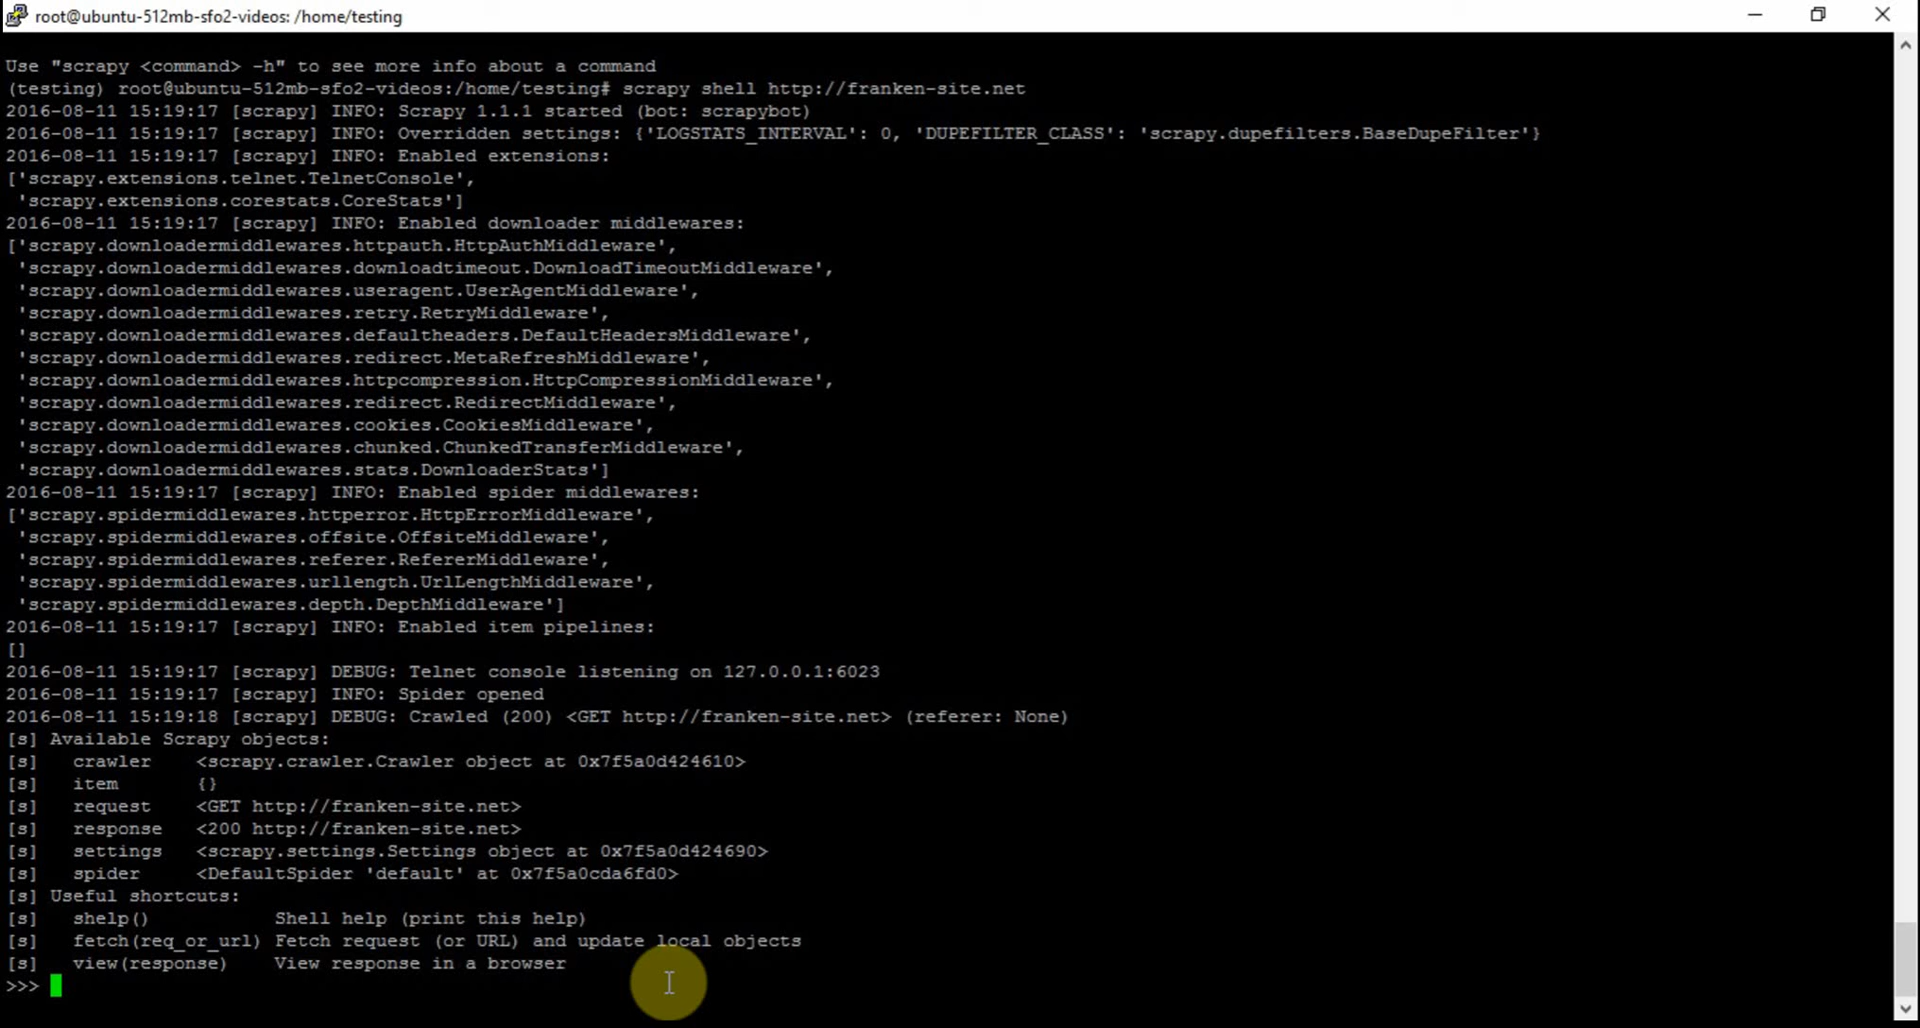 root@ubuntu-512mb-sfo2-videos: /home/testing
Use "scrapy <command> -h" to see more info about a command
(testing) root@ubuntu-512mb-sfo2-videos:/home/testing# scrapy shell http://franken-site.net
2016-08-11 15:19:17 [scrapy] INFO: Scrapy 1.1.1 started (bot: scrapybot)
2016-08-11 15:19:17 [scrapy] INFO: Overridden settings: {'LOGSTATS_INTERVAL': 0, 'DUPEFILTER_CLASS': 'scrapy.dupefilters.BaseDupeFilter'}
2016-08-11 15:19:17 [scrapy] INFO: Enabled extensions:
['scrapy.extensions.telnet.TelnetConsole',
 'scrapy.extensions.corestats.CoreStats']
2016-08-11 15:19:17 [scrapy] INFO: Enabled downloader middlewares:
['scrapy.downloadermiddlewares.httpauth.HttpAuthMiddleware',
 'scrapy.downloadermiddlewares.downloadtimeout.DownloadTimeoutMiddleware',
 'scrapy.downloadermiddlewares.useragent.UserAgentMiddleware',
 'scrapy.downloadermiddlewares.retry.RetryMiddleware',
 'scrapy.downloadermiddlewares.defaultheaders.DefaultHeadersMiddleware',
 'scrapy.downloadermiddlewares.redirect.MetaRefreshMiddleware',
 'scrapy.downloadermiddlewares.httpcompression.HttpCompressionMiddleware',
 'scrapy.downloadermiddlewares.redirect.RedirectMiddleware',
 'scrapy.downloadermiddlewares.cookies.CookiesMiddleware',
 'scrapy.downloadermiddlewares.chunked.ChunkedTransferMiddleware',
 'scrapy.downloadermiddlewares.stats.DownloaderStats']
2016-08-11 15:19:17 [scrapy] INFO: Enabled spider middlewares:
['scrapy.spidermiddlewares.httperror.HttpErrorMiddleware',
 'scrapy.spidermiddlewares.offsite.OffsiteMiddleware',
 'scrapy.spidermiddlewares.referer.RefererMiddleware',
 'scrapy.spidermiddlewares.urllength.UrlLengthMiddleware',
 'scrapy.spidermiddlewares.depth.DepthMiddleware']
2016-08-11 15:19:17 [scrapy] INFO: Enabled item pipelines:
[]
2016-08-11 15:19:17 [scrapy] DEBUG: Telnet console listening on 127.0.0.1:6023
2016-08-11 15:19:17 [scrapy] INFO: Spider opened
2016-08-11 15:19:18 [scrapy] DEBUG: Crawled (200) <GET http://franken-site.net> (referer: None)
[s] Available Scrapy objects:
[s]   crawler    <scrapy.crawler.Crawler object at 0x7f5a0d424610>
[s]   item       {}
[s]   request    <GET http://franken-site.net>
[s]   response   <200 http://franken-site.net>
[s]   settings   <scrapy.settings.Settings object at 0x7f5a0d424690>
[s]   spider     <DefaultSpider 'default' at 0x7f5a0cda6fd0>
[s] Useful shortcuts:
[s]   shelp()           Shell help (print this help)
[s]   fetch(req_or_url) Fetch request (or URL) and update local objects
[s]   view(response)    View response in a browser
>>>